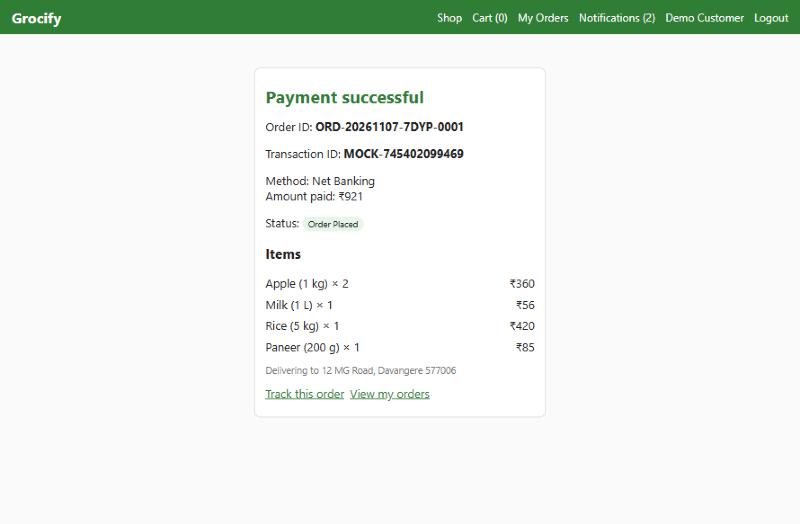 Grocify
Shop Cart (0) My Orders Notifications (2) Demo Customer Logout
Payment successful
Order ID: ORD-20261107-7DYP-0001
Transaction ID: MOCK-745402099469
Method: Net Banking
Amount paid: ₹921
Status: Order Placed
Items
Apple (1 kg) × 2 ₹360
Milk (1 L) × 1 ₹56
Rice (5 kg) × 1 ₹420
Paneer (200 g) × 1 ₹85
Delivering to 12 MG Road, Davangere 577006
Track this order View my orders